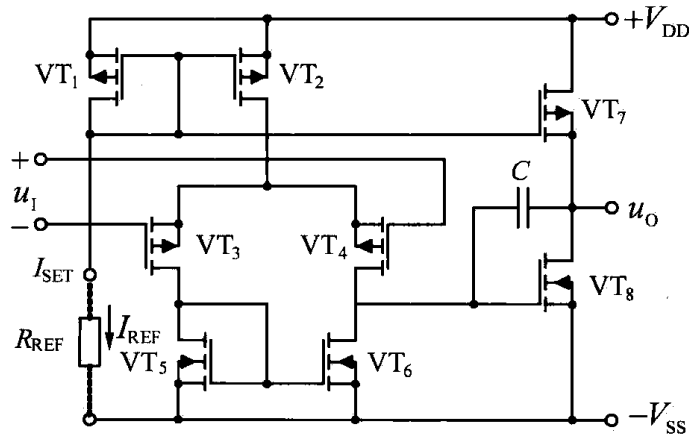 +V_DD
VT_1
VT_2
VT_7
+
u_I
−
C
u_O
VT_3
VT_4
I_SET
VT_8
R_REF
I_REF
VT_5
VT_6
−V_SS